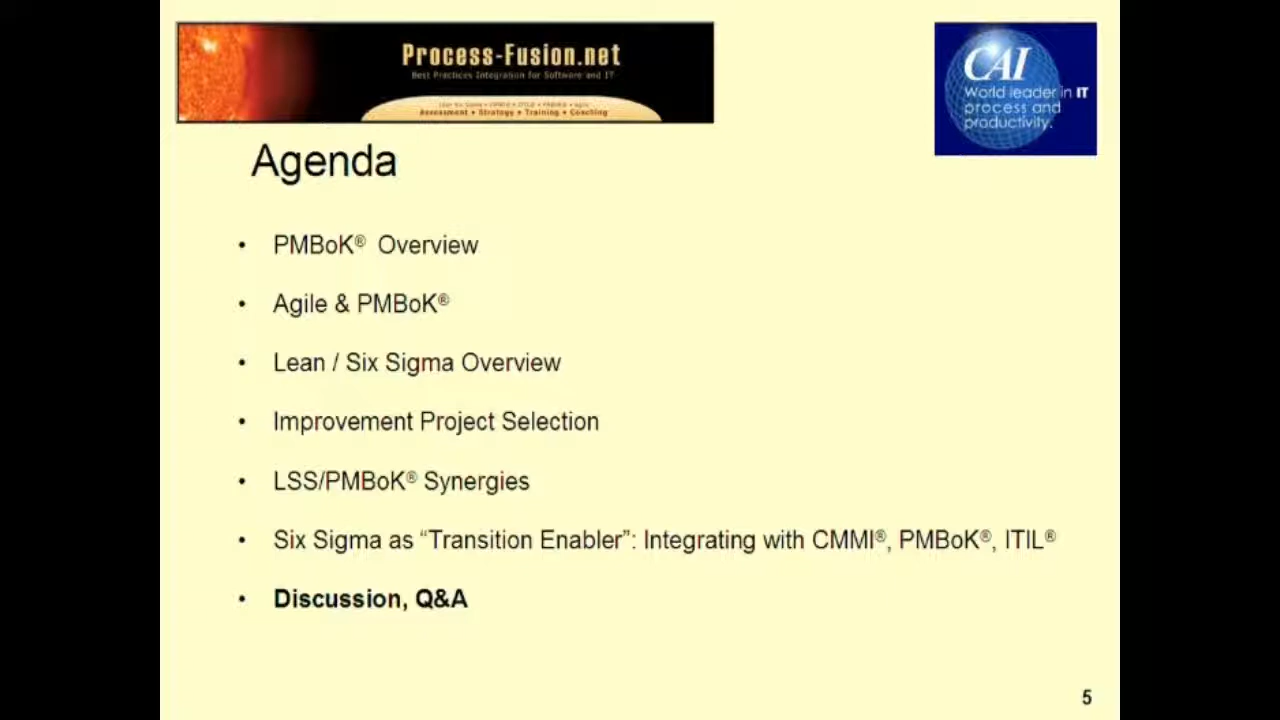 Process-Fusion.net
Best Practices Integration for Software and IT
Assessment • Strategy • Training • Coaching
CAI
World leader in IT
process and
productivity.
Agenda
• PMBoK® Overview
• Agile & PMBoK®
• Lean / Six Sigma Overview
• Improvement Project Selection
• LSS/PMBoK® Synergies
• Six Sigma as “Transition Enabler”: Integrating with CMMI®, PMBoK®, ITIL®
• Discussion, Q&A
5